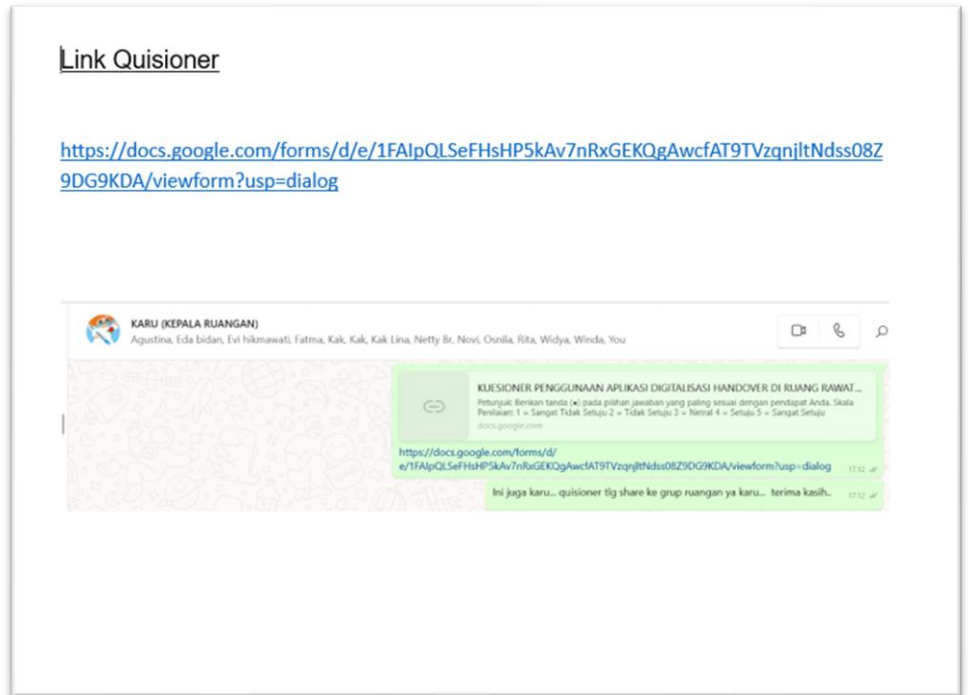 Link Quisioner
https://docs.google.com/forms/d/e/1FAIpQLSeFHsHP5kAv7nRxGEKQgAwcfAT9TVzqnjltNdss08Z
9DG9KDA/viewform?usp=dialog
KARU (KEPALA RUANGAN)
Agustina, Eda bidan, Evi hikmawati, Fatma, Kak, Kak, Kak Lina, Netty Br, Novi, Osnila, Rita, Widya, Winda, You
KUESIONER PENGGUNAAN APLIKASI DIGITALISASI HANDOVER DI RUANG RAWAT...
Petunjuk: Berikan tanda (●) pada pilihan jawaban yang paling sesuai dengan pendapat Anda. Skala
Penilaian: 1 = Sangat Tidak Setuju 2 = Tidak Setuju 3 = Netral 4 = Setuju 5 = Sangat Setuju
docs.google.com
https://docs.google.com/forms/d/
e/1FAIpQLSeFHsHP5kAv7nRxGEKQgAwcfAT9TVzqnjltNdss08Z9DG9KDA/viewform?usp=dialog 17.12
Ini juga karu... quisioner tlg share ke grup ruangan ya karu... terima kasih.. 17.12